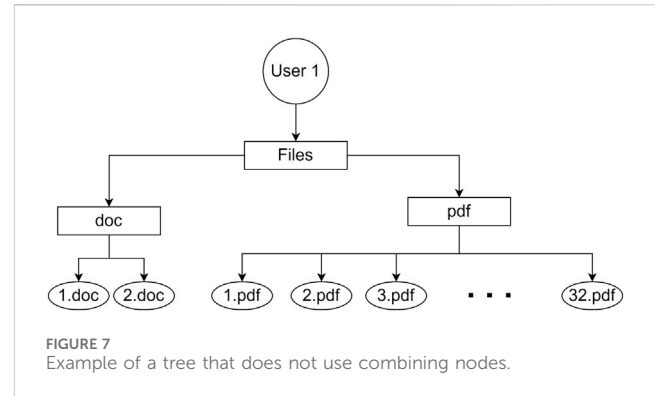 User 1
Files
doc
pdf
1.doc 2.doc 1.pdf 2.pdf 3.pdf . . . 32.pdf
FIGURE 7
Example of a tree that does not use combining nodes.